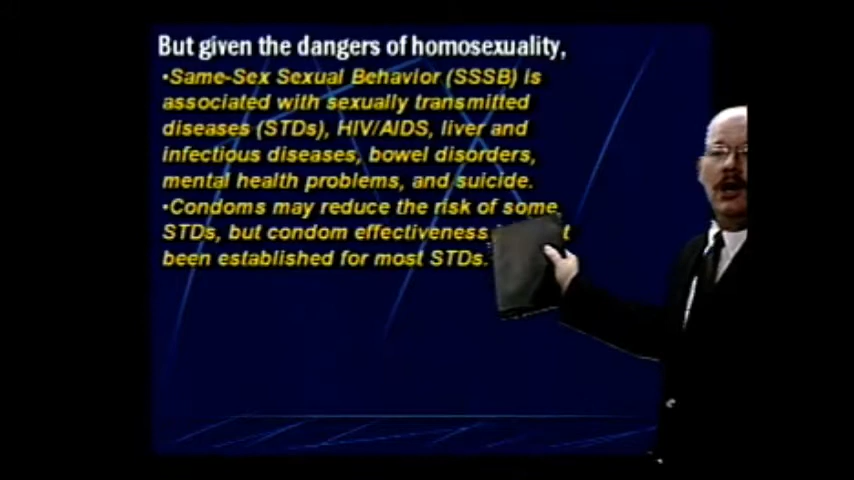 But given the dangers of homosexuality,
•Same-Sex Sexual Behavior (SSSB) is
associated with sexually transmitted
diseases (STDs), HIV/AIDS, liver and
infectious diseases, bowel disorders,
mental health problems, and suicide.
•Condoms may reduce the risk of some
STDs, but condom effectiveness
been established for most STDs.